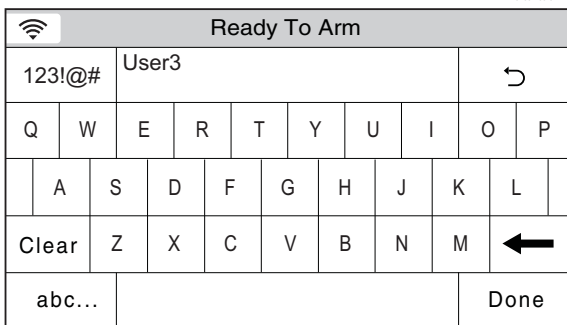 Ready To Arm
123!@# User3
Q W E R T Y U I O P
A S D F G H J K L
Clear Z X C V B N M
abc... Done